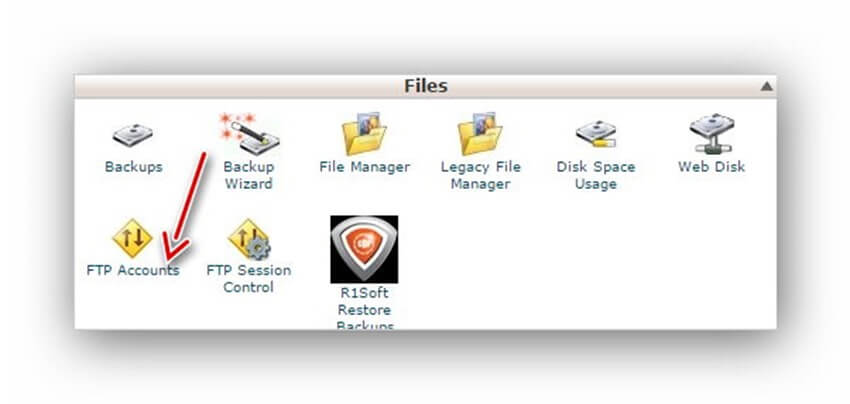 Files
Backups
Backup
Wizard
File Manager
Legacy File
Manager
Disk Space
Usage
Web Disk
FTP Accounts
FTP Session
Control
R1Soft
Restore
Backups